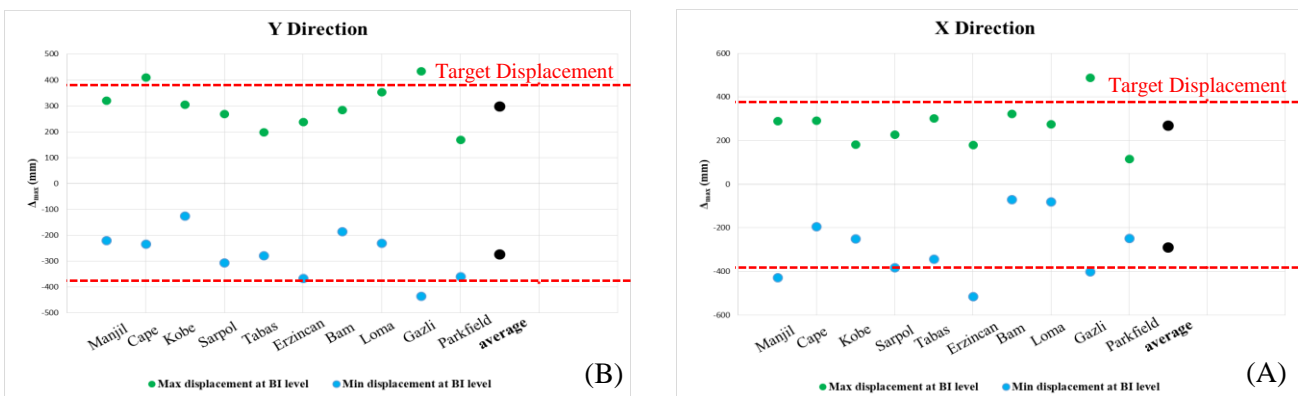 Y Direction
Target Displacement
500
400
300
200
100
0
-100
-200
-300
-400
-500
Δmax (mm)
Manjil
Cape
Kobe
Sarpol
Tabas
Erzincan
Bam
Loma
Gazli
Parkfield
average
Max displacement at BI level
Min displacement at BI level
(B)
X Direction
Target Displacement
600
400
200
0
-200
-400
-600
Δmax (mm)
Manjil
Cape
Kobe
Sarpol
Tabas
Erzincan
Bam
Loma
Gazli
Parkfield
average
Max displacement at BI level
Min displacement at BI level
(A)